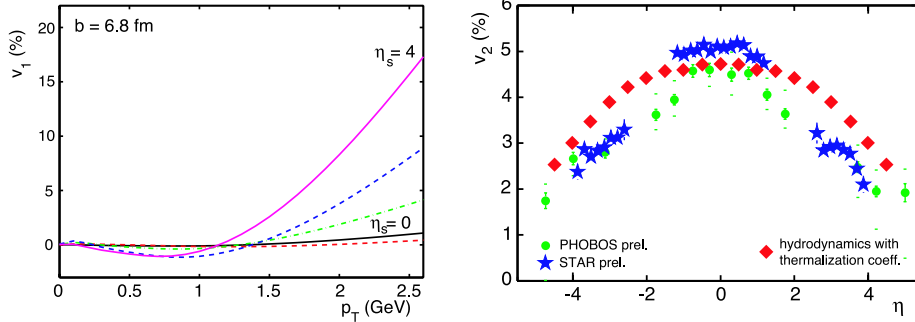 b = 6.8 fm
v1 (%)
20
15
10
5
0
0
0.5
1
1.5
2
2.5
pT (GeV)
ηs = 4
ηs = 0
v2 (%)
6
5
4
3
2
1
0
-4
-2
0
2
4
η
PHOBOS prel.
STAR prel.
hydrodynamics with
thermalization coeff.